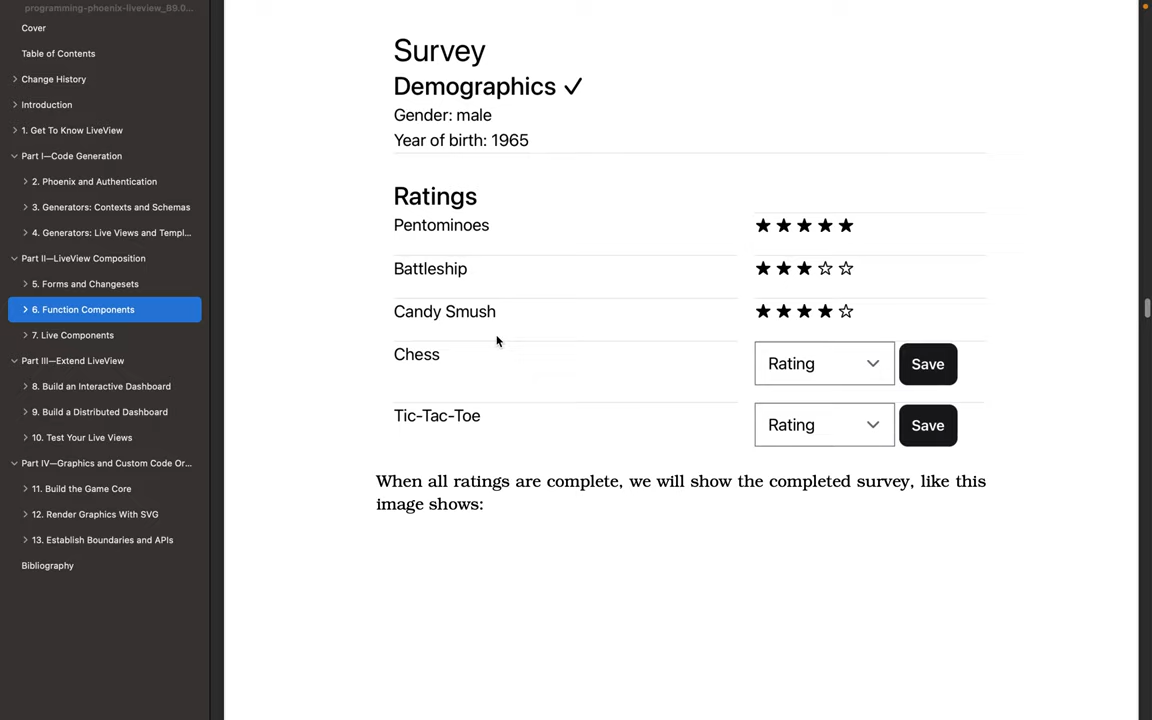 programming-phoenix-liveview_B9.0...
Cover
Table of Contents
Change History
Introduction
1. Get To Know LiveView
Part I—Code Generation
2. Phoenix and Authentication
3. Generators: Contexts and Schemas
4. Generators: Live Views and Templ...
Part II—LiveView Composition
5. Forms and Changesets
6. Function Components
7. Live Components
Part III—Extend LiveView
8. Build an Interactive Dashboard
9. Build a Distributed Dashboard
10. Test Your Live Views
Part IV—Graphics and Custom Code Or...
11. Build the Game Core
12. Render Graphics With SVG
13. Establish Boundaries and APIs
Bibliography
Survey
Demographics ✓
Gender: male
Year of birth: 1965
Ratings
Pentominoes ★ ★ ★ ★ ★
Battleship ★ ★ ★ ☆ ☆
Candy Smush ★ ★ ★ ★ ☆
Chess Rating Save
Tic-Tac-Toe Rating Save
When all ratings are complete, we will show the completed survey, like this
image shows: